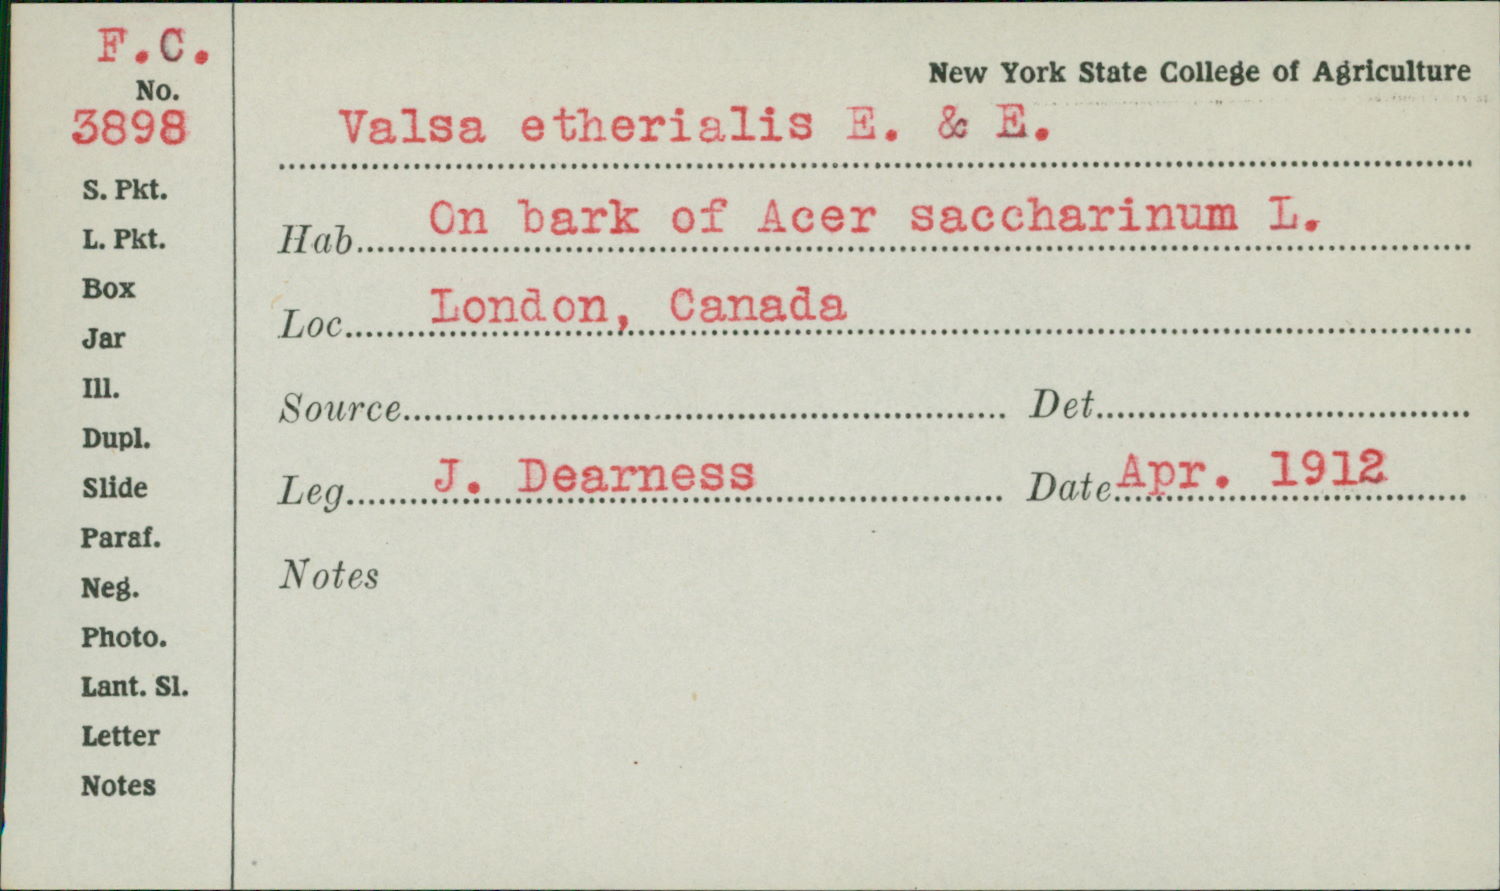 F.C.
No.
3898
S. Pkt.
L. Pkt.
Box
Jar
Ill.
Dupl.
Slide
Paraf.
Neg.
Photo.
Lant. Sl.
Letter
Notes
New York State College of Agriculture
Valsa etherialis E. & E.
Hab. On bark of Acer saccharinum L.
Loc. London, Canada
Source Det.
Leg. J. Dearness Date Apr. 1912
Notes